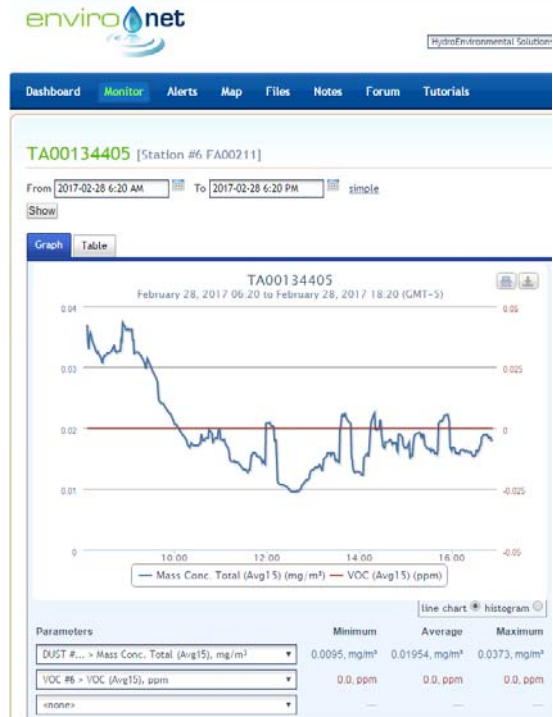 enviro net
HydroEnvironmental Solutions
Dashboard Monitor Alerts Map Files Notes Forum Tutorials
TA00134405 [Station #6 FA00211]
From 2017-02-28 6:20 AM To 2017-02-28 6:20 PM simple
Show
Graph Table
TA00134405
February 28, 2017 06:20 to February 28, 2017 18:20 (GMT-5)
0.04 0.05
0.03 0.025
0.02 0
0.01 -0.025
0 -0.05
10:00 12:00 14:00 16:00
Mass Conc. Total (Avg15) (mg/m³) VOC (Avg15) (ppm)
line chart histogram
Parameters Minimum Average Maximum
DUST #... > Mass Conc. Total (Avg15), mg/m³ 0.0095, mg/m³ 0.01954, mg/m³ 0.0373, mg/m³
VOC #6 > VOC (Avg15), ppm 0.0, ppm 0.0, ppm 0.0, ppm
<none> — — —